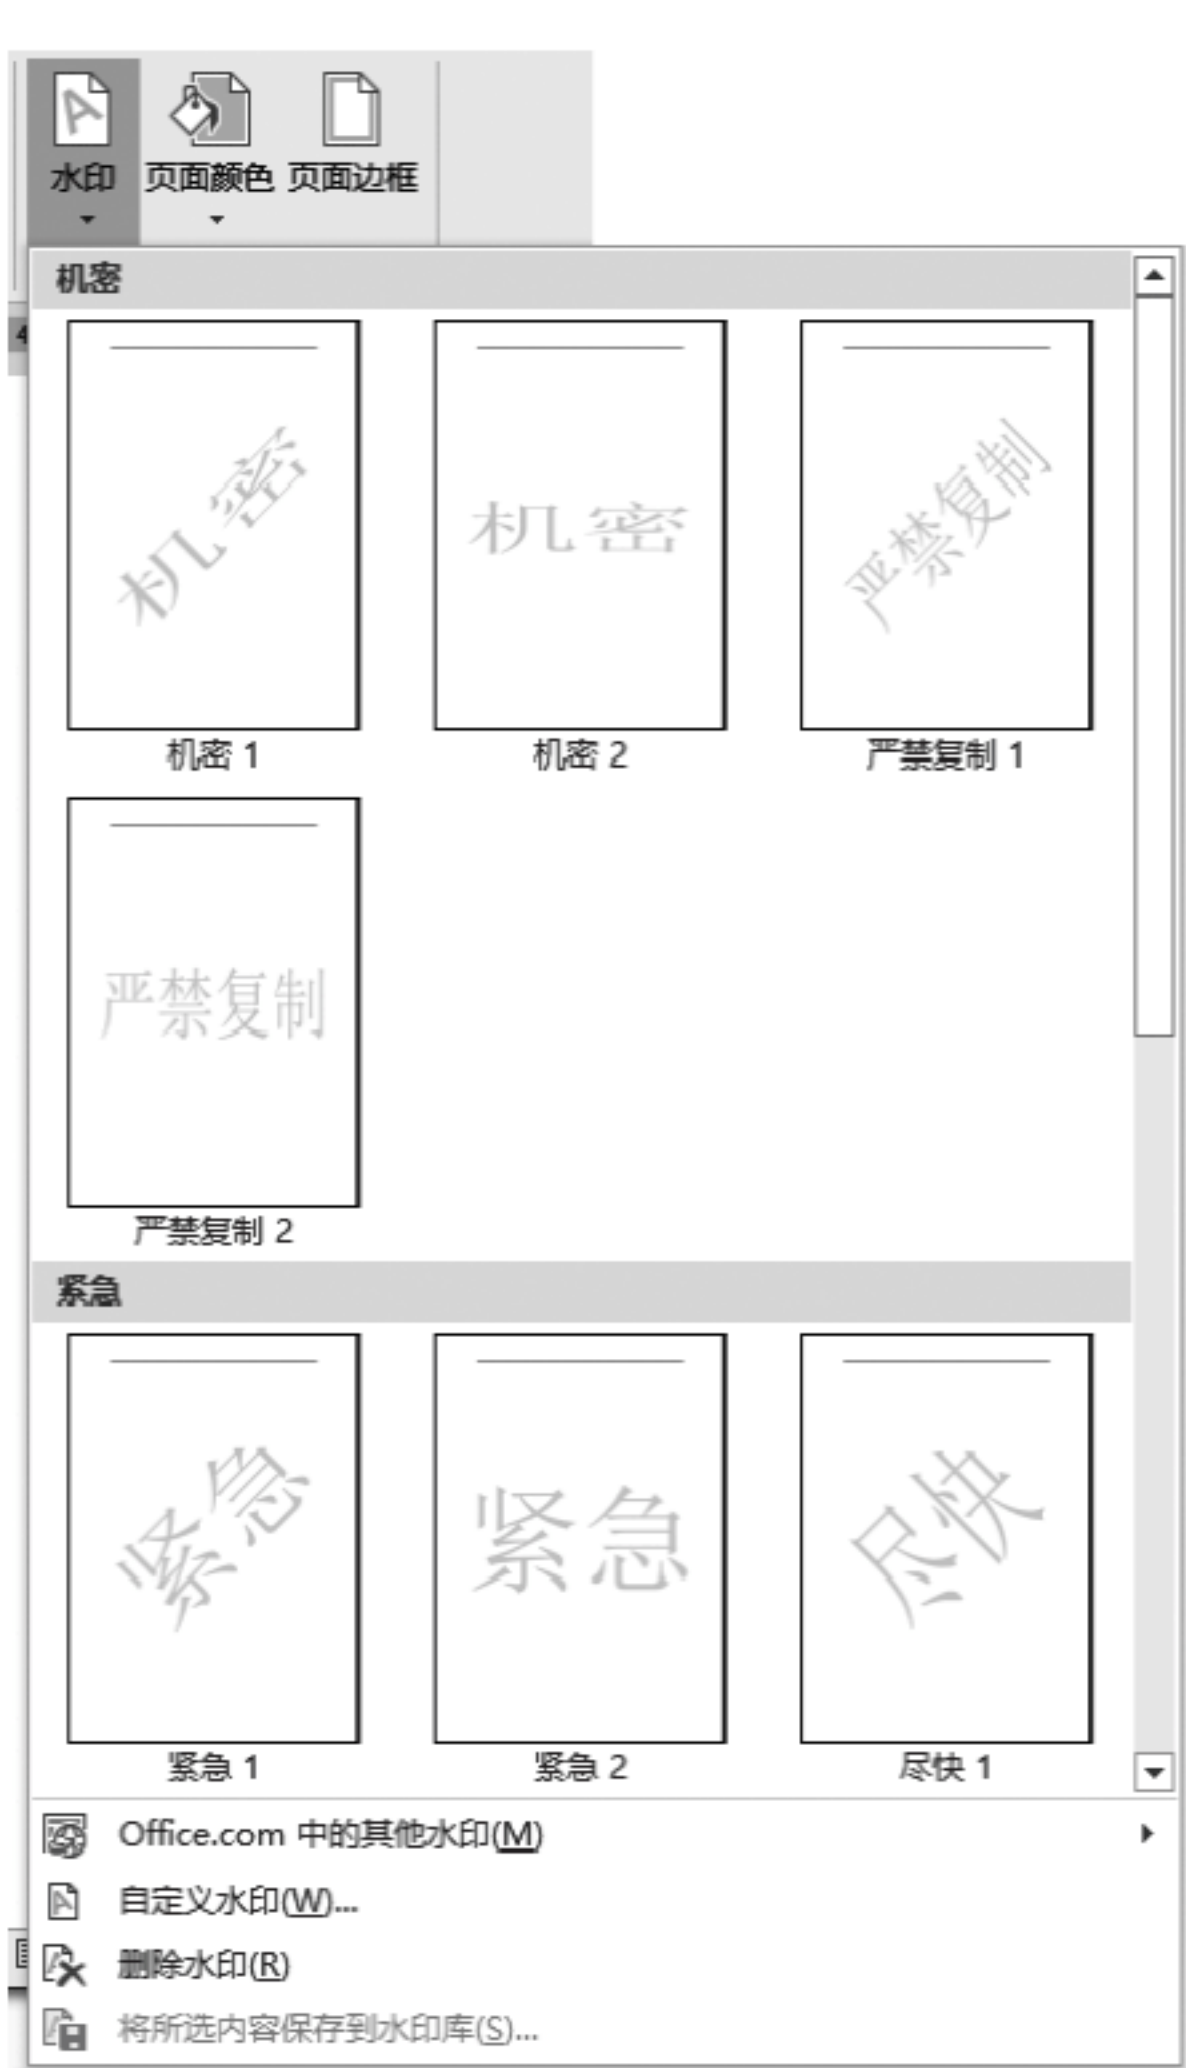 水印 页面颜色 页面边框
机密
4
机密
机密
严禁复制
机密 1
机密 2
严禁复制 1
严禁复制
严禁复制 2
紧急
紧急
紧急
尽快
紧急 1
紧急 2
尽快 1
Office.com 中的其他水印(M)
自定义水印(W)...
删除水印(R)
将所选内容保存到水印库(S)...